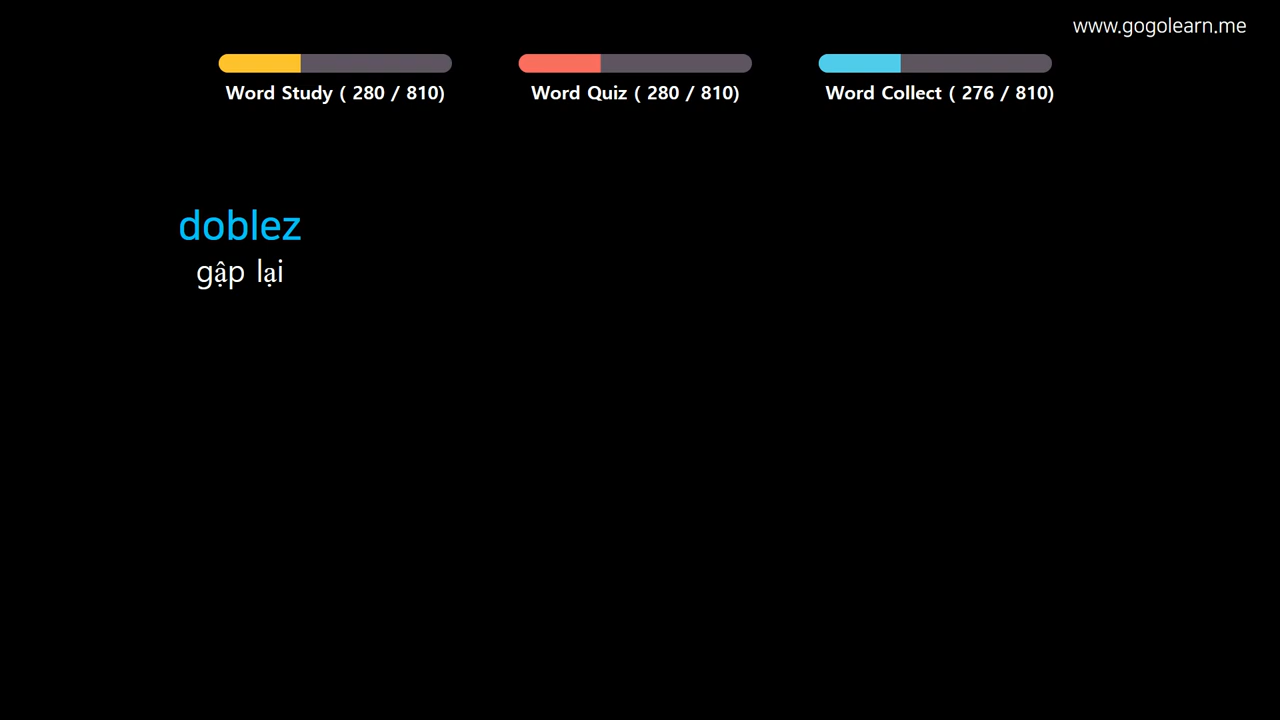 www.gogolearn.me
Word Study ( 280 / 810)
Word Quiz ( 280 / 810)
Word Collect ( 276 / 810)
doblez
gập lại